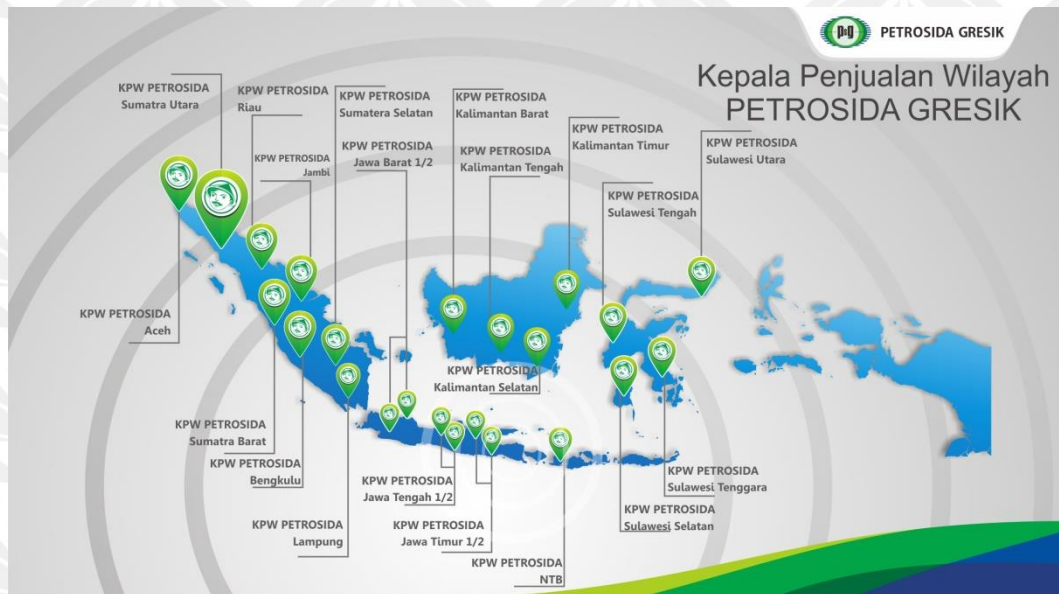 PETROSIDA GRESIK
Kepala Penjualan Wilayah
PETROSIDA GRESIK
KPW PETROSIDA
Sumatra Utara
KPW PETROSIDA
Riau
KPW PETROSIDA
Jambi
KPW PETROSIDA
Sumatera Selatan
KPW PETROSIDA
Jawa Barat 1/2
KPW PETROSIDA
Kalimantan Barat
KPW PETROSIDA
Kalimantan Tengah
KPW PETROSIDA
Kalimantan Timur
KPW PETROSIDA
Sulawesi Tengah
KPW PETROSIDA
Sulawesi Utara
KPW PETROSIDA
Aceh
KPW PETROSIDA
Kalimantan Selatan
KPW PETROSIDA
Sumatra Barat
KPW PETROSIDA
Bengkulu
KPW PETROSIDA
Lampung
KPW PETROSIDA
Jawa Tengah 1/2
KPW PETROSIDA
Jawa Timur 1/2
KPW PETROSIDA
NTB
KPW PETROSIDA
Sulawesi Tenggara
KPW PETROSIDA
Sulawesi Selatan